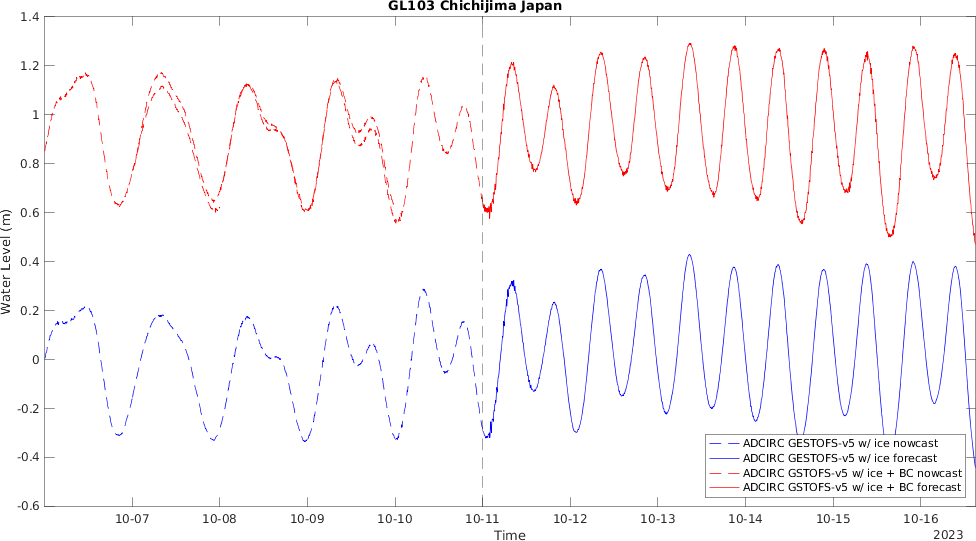 GL103 Chichijima Japan
1.4
1.2
1
0.8
0.6
0.4
0.2
0
-0.2
-0.4
-0.6
Water Level (m)
ADCIRC GESTOFS-v5 w/ ice nowcast
ADCIRC GESTOFS-v5 w/ ice forecast
ADCIRC GSTOFS-v5 w/ ice + BC nowcast
ADCIRC GSTOFS-v5 w/ ice + BC forecast
10-07 10-08 10-09 10-10 10-11 10-12 10-13 10-14 10-15 10-16
Time
2023